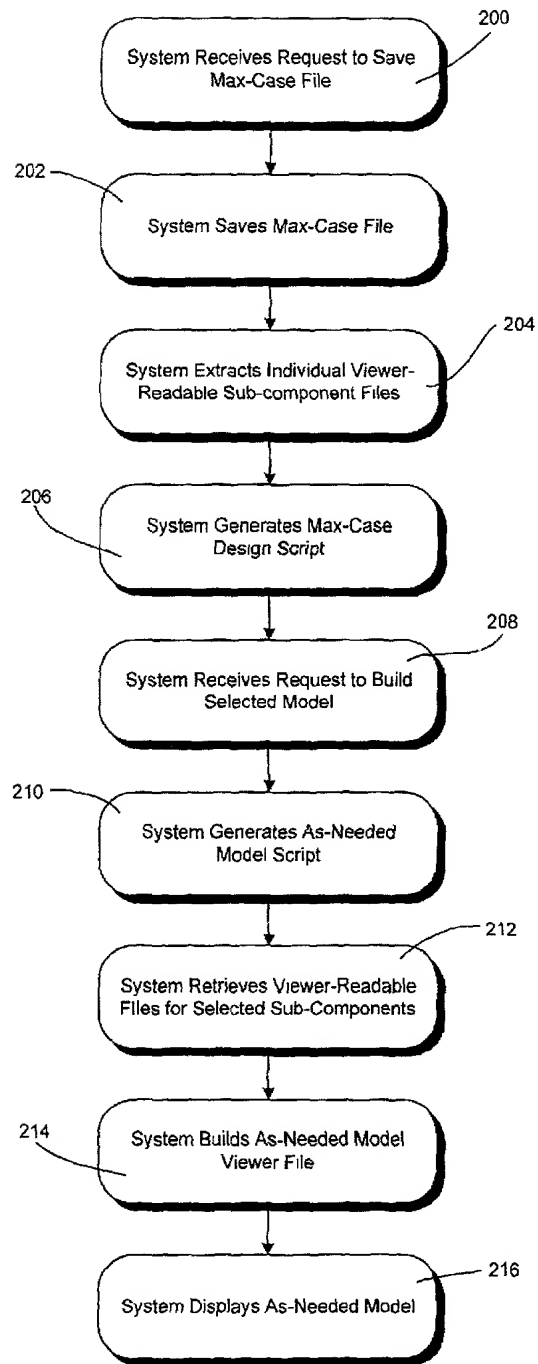 200
System Receives Request to Save
Max-Case File
202
System Saves Max-Case File
204
System Extracts Individual Viewer-
Readable Sub-component Files
206
System Generates Max-Case
Design Script
208
System Receives Request to Build
Selected Model
210
System Generates As-Needed
Model Script
212
System Retrieves Viewer-Readable
Files for Selected Sub-Components
214
System Builds As-Needed Model
Viewer File
216
System Displays As-Needed Model